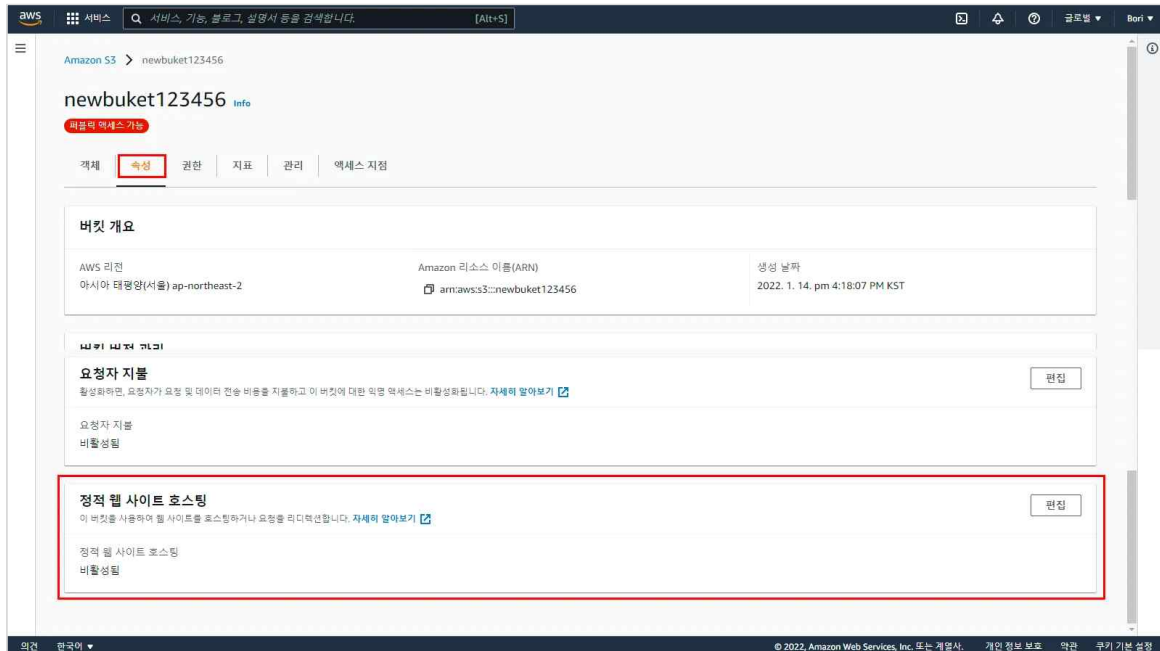 aws 서비스 서비스, 기능, 블로그, 설명서 등을 검색합니다. [Alt+S] 글로벌 ▼ Bori ▼
Amazon S3 > newbuket123456
newbuket123456 Info
퍼블릭 액세스 가능
객체 속성 권한 지표 관리 액세스 지점
버킷 개요
AWS 리전 Amazon 리소스 이름(ARN) 생성 날짜
아시아 태평양(서울) ap-northeast-2 arn:aws:s3:::newbuket123456 2022. 1. 14. pm 4:18:07 PM KST
버킷 버전 관리
요청자 지불 편집
활성화하면, 요청자가 요청 및 데이터 전송 비용을 지불하고 이 버킷에 대한 익명 액세스는 비활성화됩니다. 자세히 알아보기
요청자 지불
비활성됨
정적 웹 사이트 호스팅 편집
이 버킷을 사용하여 웹 사이트를 호스팅하거나 요청을 리디렉션합니다. 자세히 알아보기
정적 웹 사이트 호스팅
비활성됨
의견 한국어 ▼ © 2022, Amazon Web Services, Inc. 또는 계열사. 개인 정보 보호 약관 쿠키 기본 설정